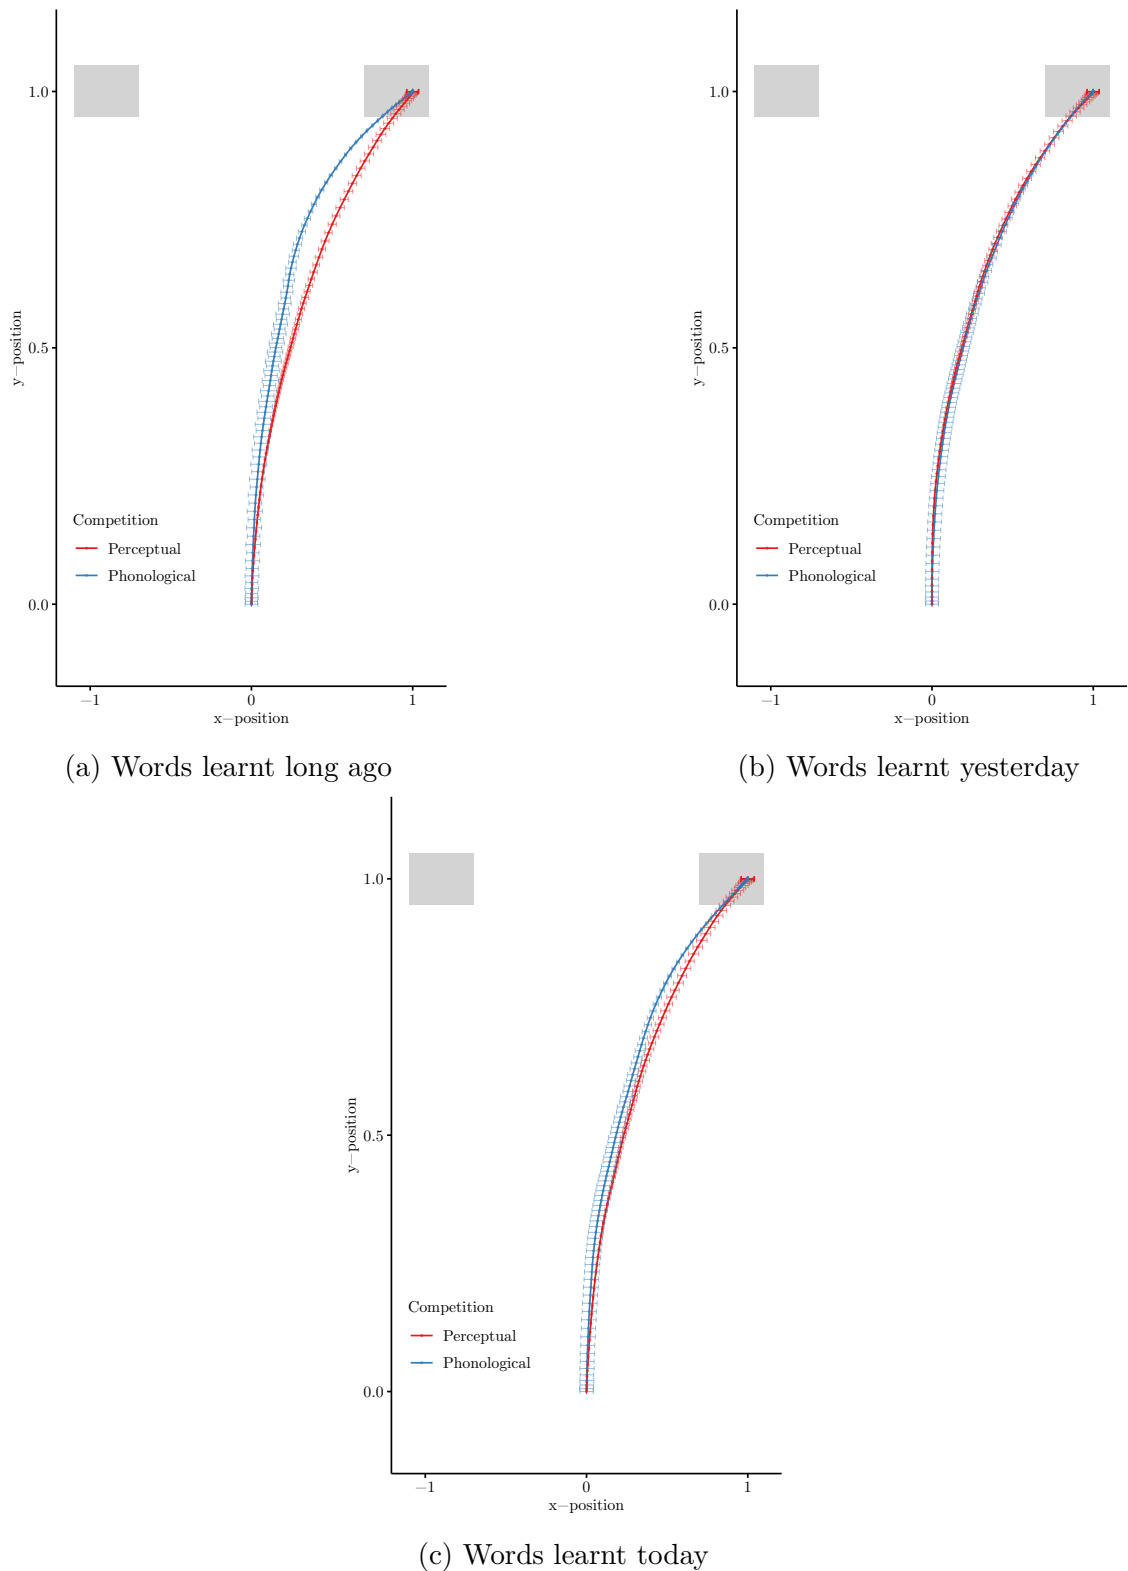 1.0
0.5
0.0
y−position
Competition
Perceptual
Phonological
−1 0 1
x−position
(a) Words learnt long ago
1.0
0.5
0.0
y−position
Competition
Perceptual
Phonological
−1 0 1
x−position
(b) Words learnt yesterday
1.0
0.5
0.0
y−position
Competition
Perceptual
Phonological
−1 0 1
x−position
(c) Words learnt today